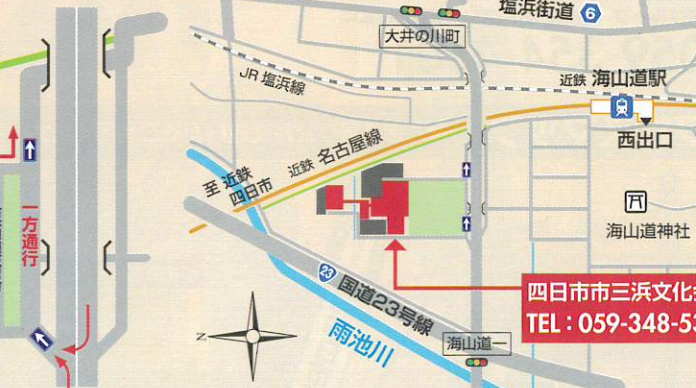 塩浜街道 6
大井の川町
JR 塩浜線
近鉄 海山道駅
西出口
近鉄 名古屋線
至 近鉄
四日市
一方通行
海山道神社
23 国道23号線
四日市市三浜文化
TEL：059-348-53
雨池川
海山道一
N